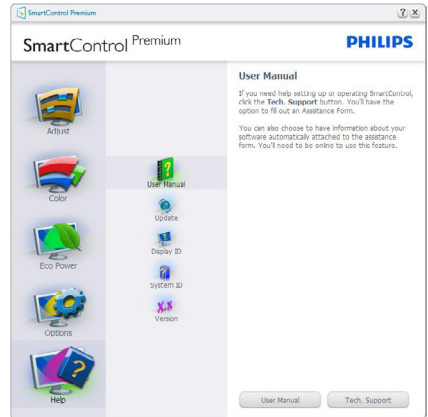 SmartControl Premium
SmartControl Premium
PHILIPS
Adjust
Color
Eco Power
Options
Help
User Manual
Update
Display ID
System ID
X.X
Version
User Manual
If you need help setting up or operating SmartControl,
click the Tech. Support button. You'll have the
option to fill out an Assistance Form.
You can also choose to have information about your
software automatically attached to the assistance
form. You'll need to be online to use this feature.
User Manual
Tech. Support